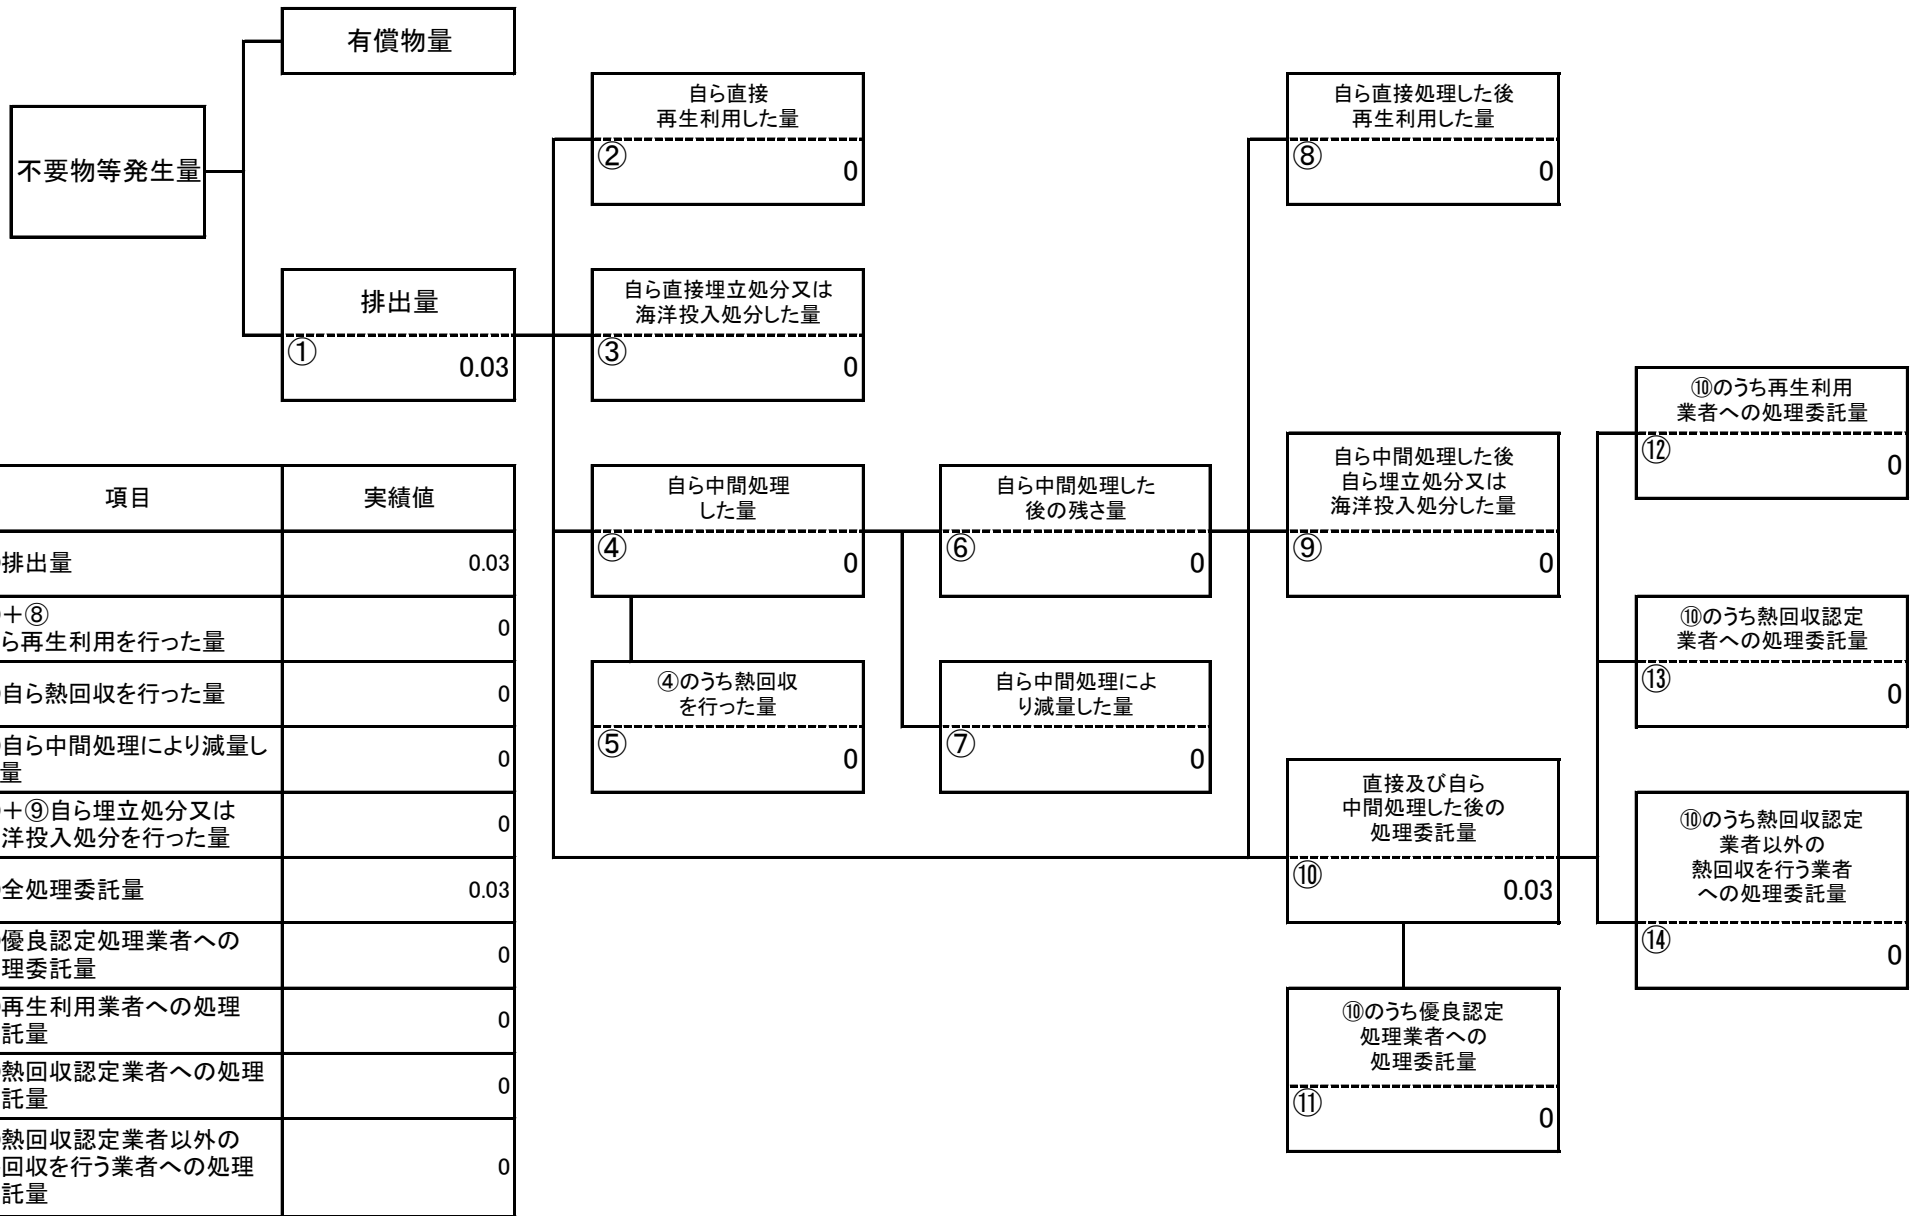 有償物量
不要物等発生量
排出量
①
0.03
自ら直接
再生利用した量
②
0
自ら直接埋立処分又は
海洋投入処分した量
③
0
自ら中間処理
した量
④
0
④のうち熱回収
を行った量
⑤
0
自ら中間処理した
後の残さ量
⑥
0
自ら中間処理によ
り減量した量
⑦
0
自ら直接処理した後
再生利用した量
⑧
0
自ら中間処理した後
自ら埋立処分又は
海洋投入処分した量
⑨
0
直接及び自ら
中間処理した後の
処理委託量
⑩
0.03
⑩のうち優良認定
処理業者への
処理委託量
⑪
0
⑩のうち再生利用
業者への処理委託量
⑫
0
⑩のうち熱回収認定
業者への処理委託量
⑬
0
⑩のうち熱回収認定
業者以外の
熱回収を行う業者
への処理委託量
⑭
0
項目 実績値
排出量 0.03
+⑧
ら再生利用を行った量
0
自ら熱回収を行った量 0
自ら中間処理により減量し
量
0
+⑨自ら埋立処分又は
洋投入処分を行った量
0
全処理委託量 0.03
優良認定処理業者への
理委託量
0
再生利用業者への処理
託量
0
熱回収認定業者への処理
託量
0
熱回収認定業者以外の
回収を行う業者への処理
託量
0